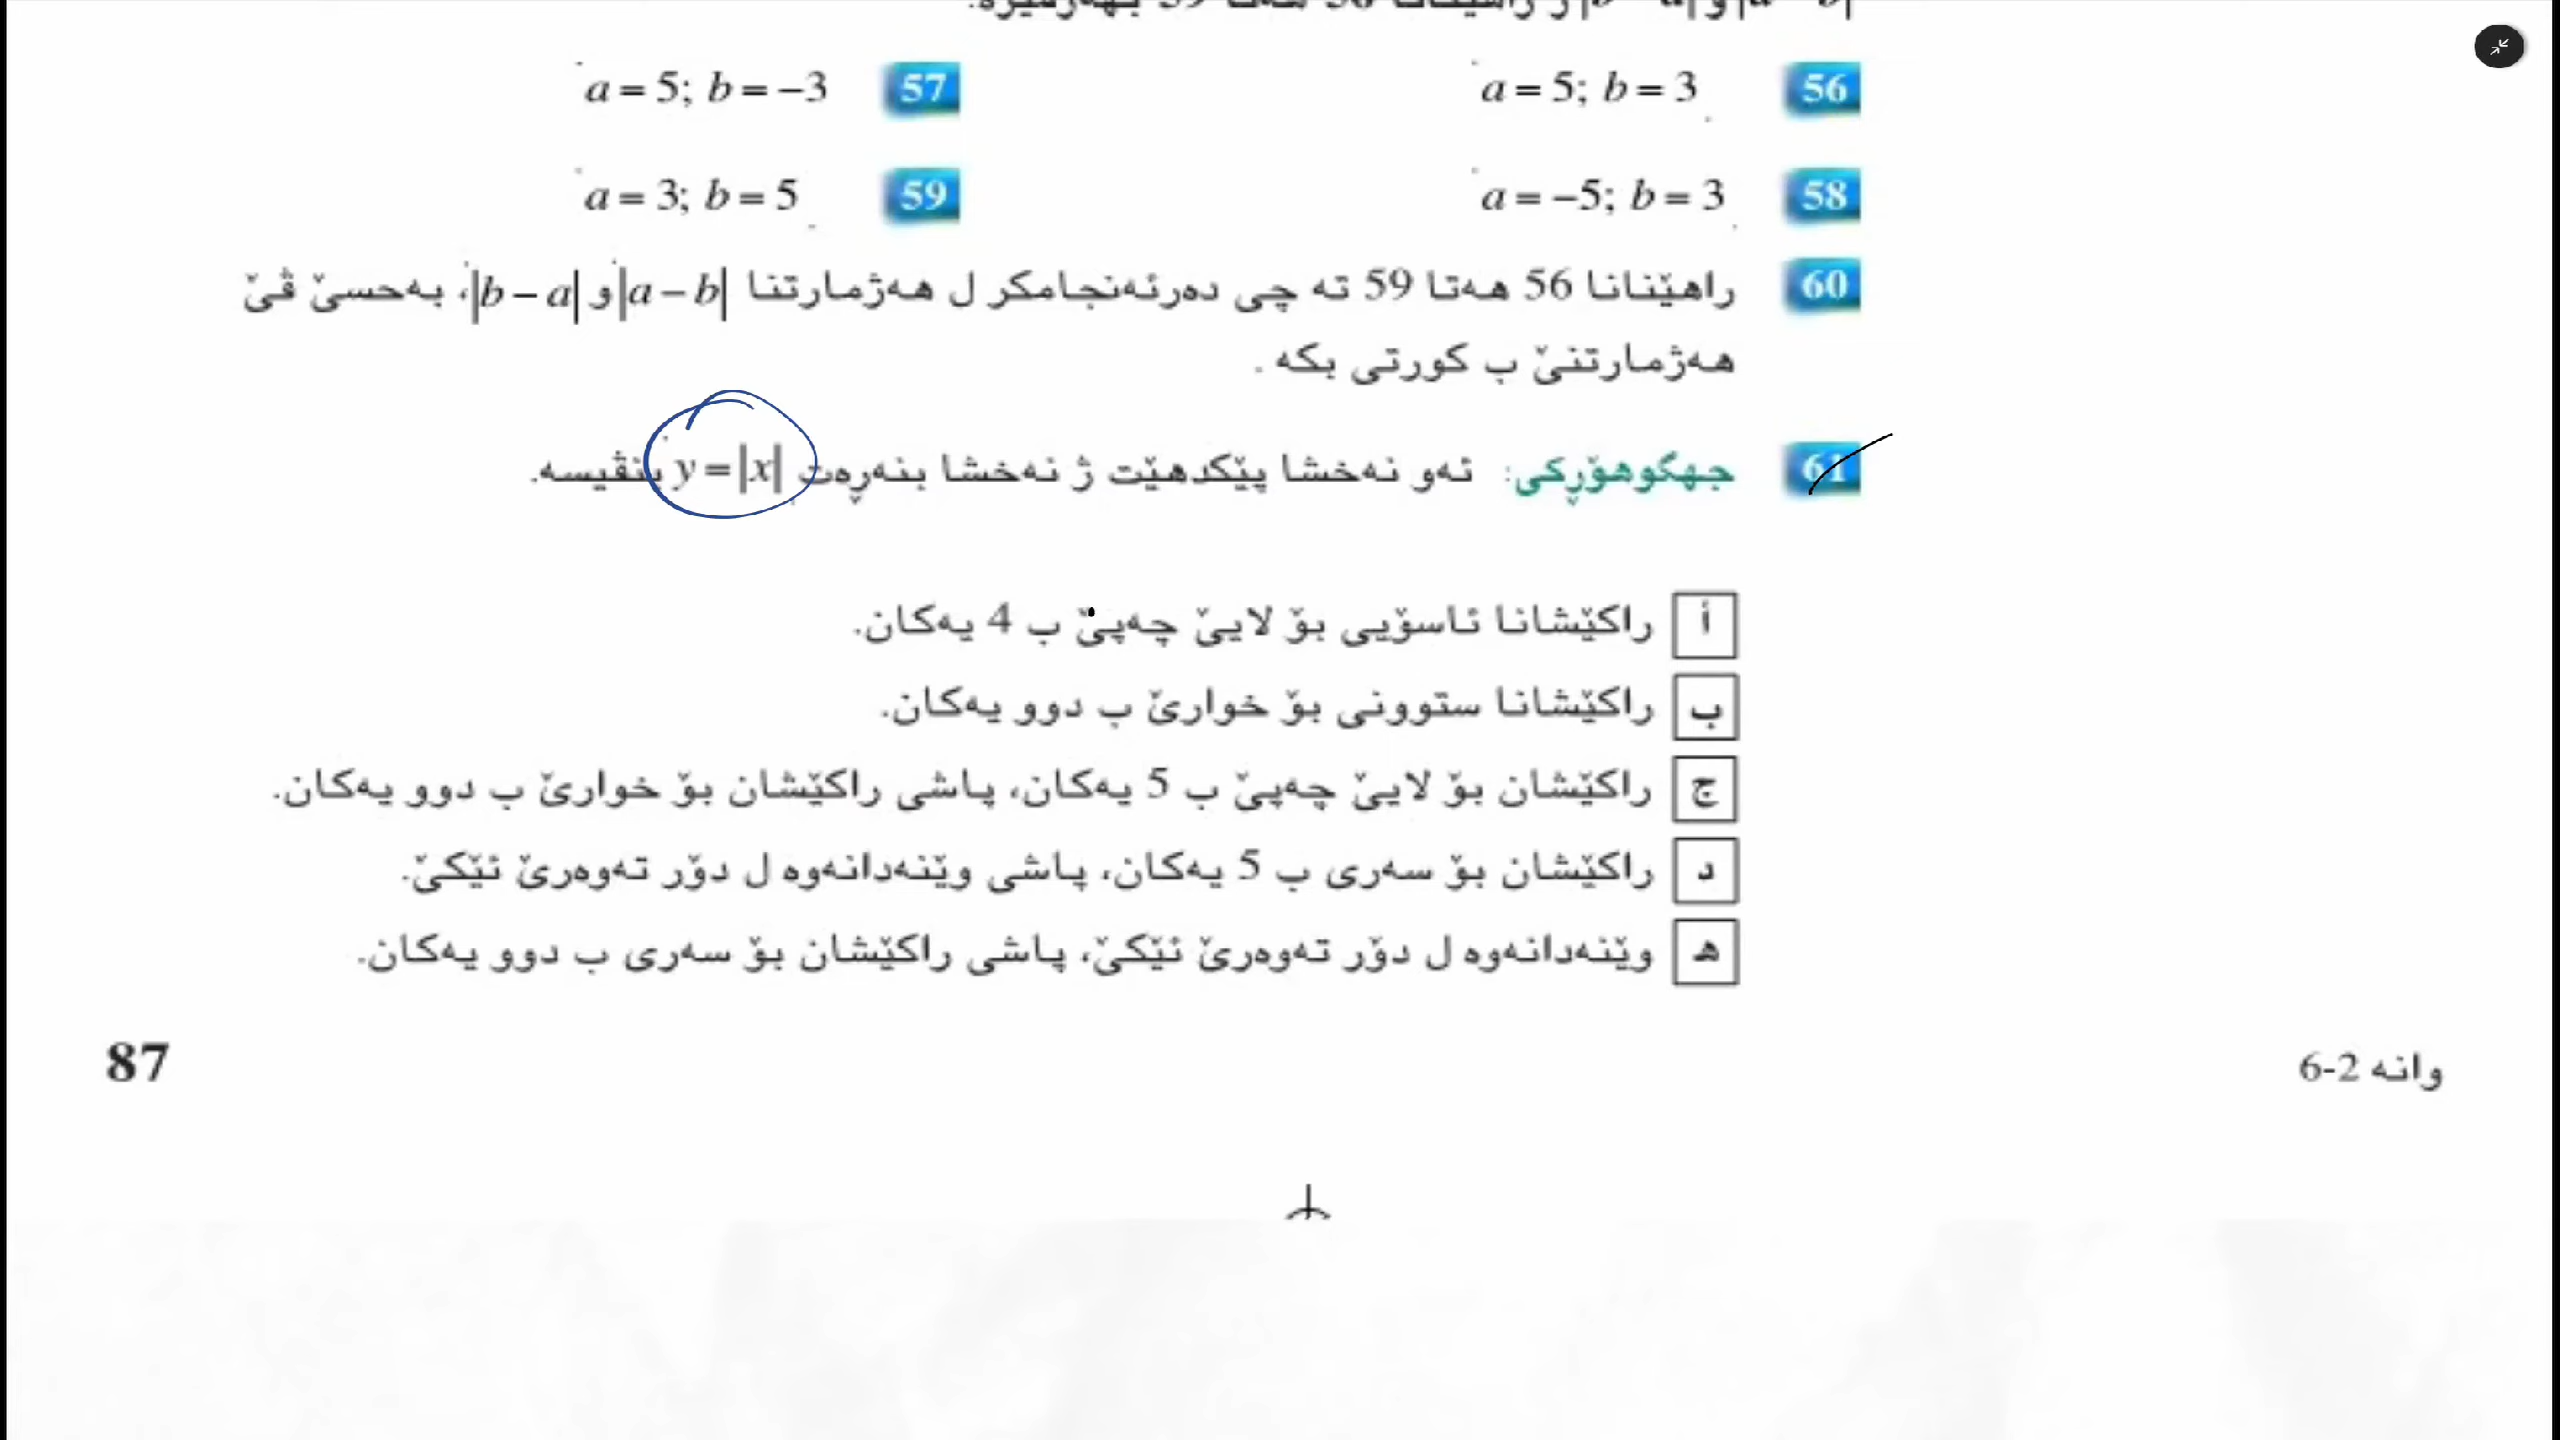 56 a = 5; b = 3 57 a = 5; b = −3
58 a = −5; b = 3 59 a = 3; b = 5
60 راهێنانا 56 هەتا 59 تە چی دەرئەنجامکر ل هەژمارتنا |a − b| و |b − a|، بەحسێ ڤێ
هەژمارتنێ ب کورتی بکە .
61 جهگوهۆڕکی: ئەو نەخشا پێکدهێت ژ نەخشا بنەڕەت y = |x| بنڤیسە.
أ راکێشانا ئاسۆیی بۆ لایێ چەپێ ب 4 یەکان.
ب راکێشانا ستوونی بۆ خوارێ ب دوو یەکان.
ج راکێشان بۆ لایێ چەپێ ب 5 یەکان، پاشی راکێشان بۆ خوارێ ب دوو یەکان.
د راکێشان بۆ سەری ب 5 یەکان، پاشی وێنەدانەوە ل دۆر تەوەرێ ئێکێ.
هـ وێنەدانەوە ل دۆر تەوەرێ ئێکێ، پاشی راکێشان بۆ سەری ب دوو یەکان.
وانە 2-6 87